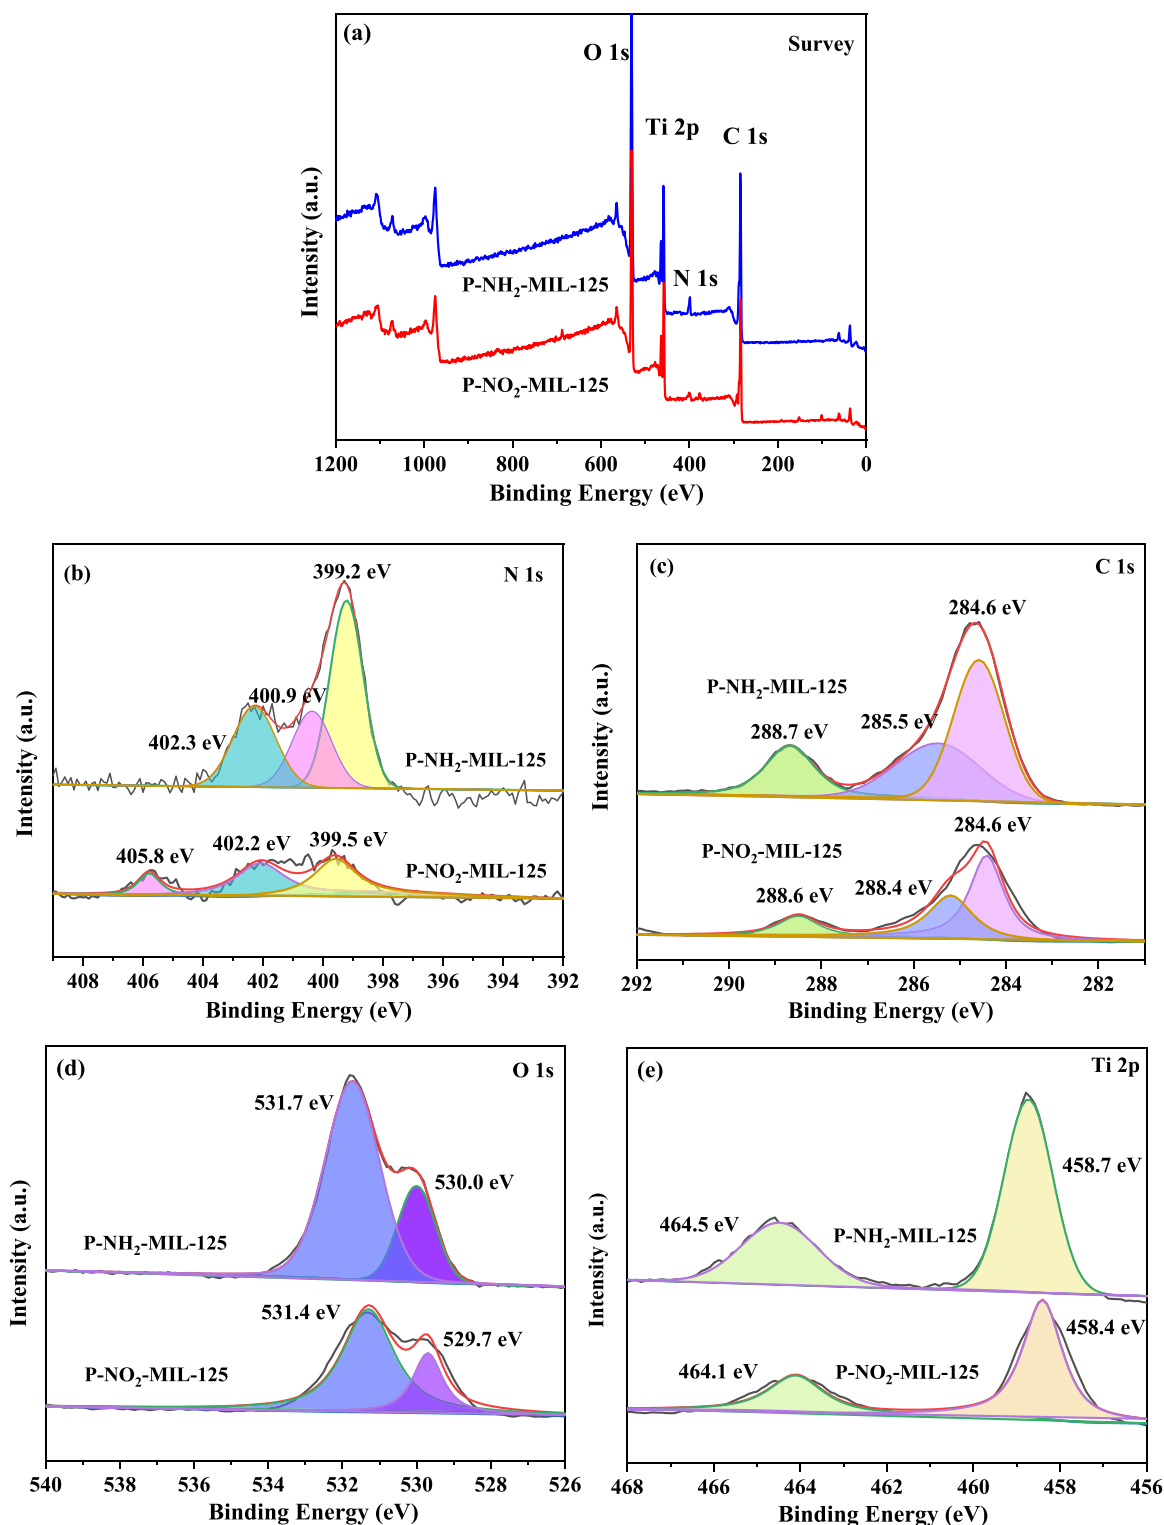 (a)
Survey
O 1s
Ti 2p
C 1s
N 1s
P-NH₂-MIL-125
P-NO₂-MIL-125
Intensity (a.u.)
1200 1000 800 600 400 200 0
Binding Energy (eV)
(b)
N 1s
399.2 eV
400.9 eV
402.3 eV
P-NH₂-MIL-125
405.8 eV
402.2 eV
399.5 eV
P-NO₂-MIL-125
Intensity (a.u.)
408 406 404 402 400 398 396 394 392
Binding Energy (eV)
(c)
C 1s
284.6 eV
P-NH₂-MIL-125
285.5 eV
288.7 eV
284.6 eV
P-NO₂-MIL-125
288.4 eV
288.6 eV
Intensity (a.u.)
292 290 288 286 284 282
Binding Energy (eV)
(d)
O 1s
531.7 eV
530.0 eV
P-NH₂-MIL-125
531.4 eV
529.7 eV
P-NO₂-MIL-125
Intensity (a.u.)
540 538 536 534 532 530 528 526
Binding Energy (eV)
(e)
Ti 2p
458.7 eV
464.5 eV
P-NH₂-MIL-125
458.4 eV
464.1 eV
P-NO₂-MIL-125
Intensity (a.u.)
468 466 464 462 460 458 456
Binding Energy (eV)